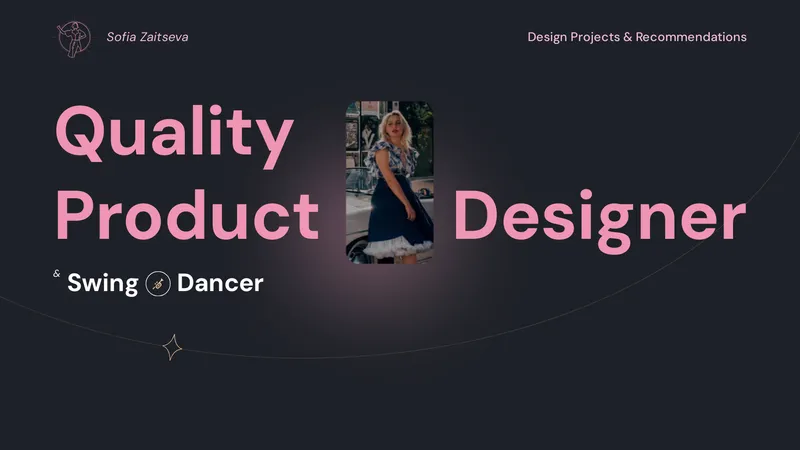 Sofia Zaitseva
Design Projects & Recommendations
Quality
Product Designer
& Swing Dancer